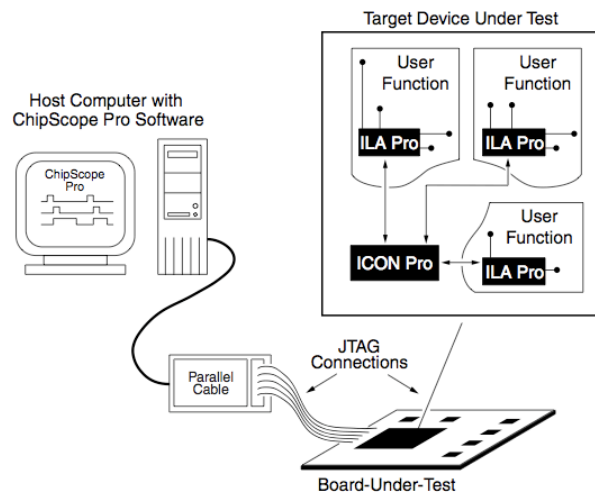 Target Device Under Test
User
Function
User
Function
ILA Pro
ILA Pro
Host Computer with
ChipScope Pro Software
ChipScope
Pro
User
Function
ICON Pro
ILA Pro
JTAG
Connections
Parallel
Cable
Board-Under-Test